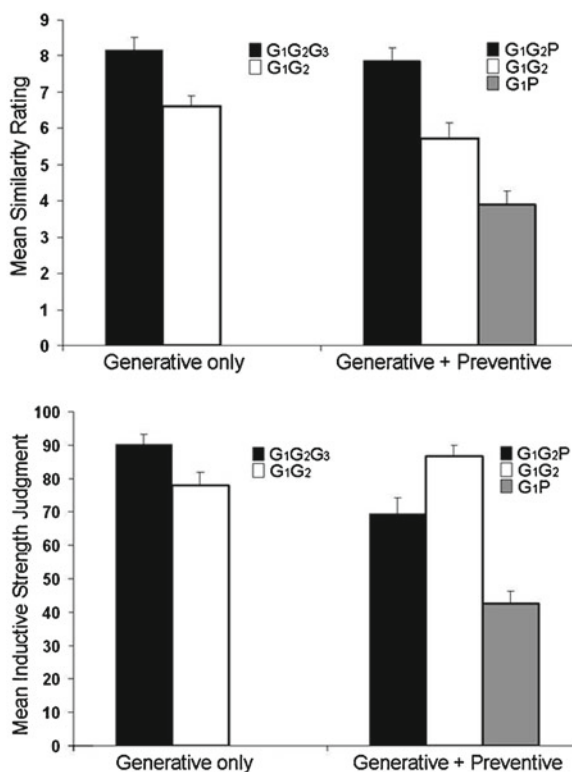 Mean Similarity Rating
9
8
7
6
5
4
3
2
1
0
G1G2G3
G1G2
G1G2P
G1G2
G1P
Generative only
Generative + Preventive
Mean Inductive Strength Judgment
100
90
80
70
60
50
40
30
20
10
0
G1G2G3
G1G2
G1G2P
G1G2
G1P
Generative only
Generative + Preventive